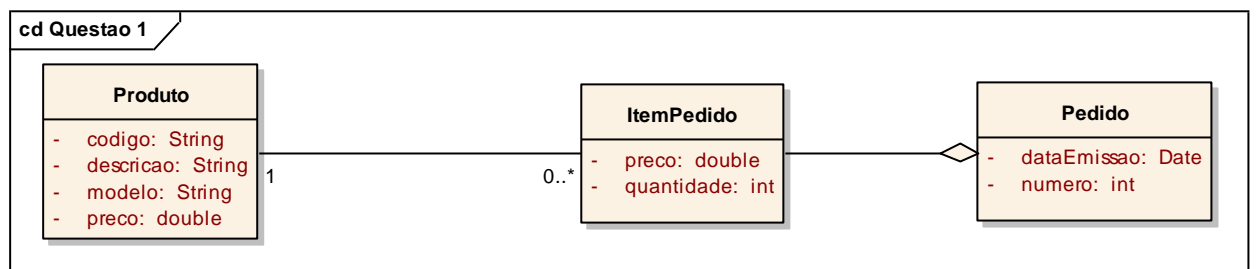 cd Questao 1
Produto
- codigo: String
- descricao: String
- modelo: String
- preco: double
1
0..*
ItemPedido
- preco: double
- quantidade: int
Pedido
- dataEmissao: Date
- numero: int